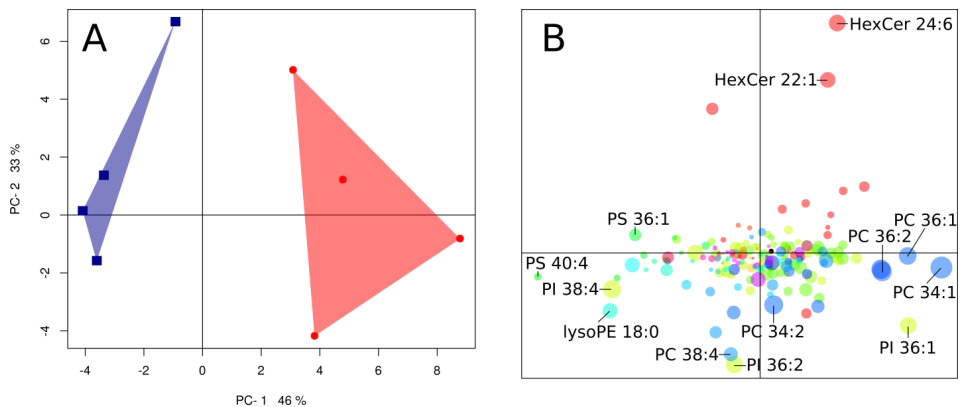 A
6
4
2
0
-2
-4
PC- 2 33 %
-4
-2
0
2
4
6
8
PC- 1 46 %
B
HexCer 24:6
HexCer 22:1
PS 36:1
PC 36:1
PC 36:2
PS 40:4
PI 38:4
PC 34:1
lysoPE 18:0
PC 34:2
PI 36:1
PC 38:4
PI 36:2